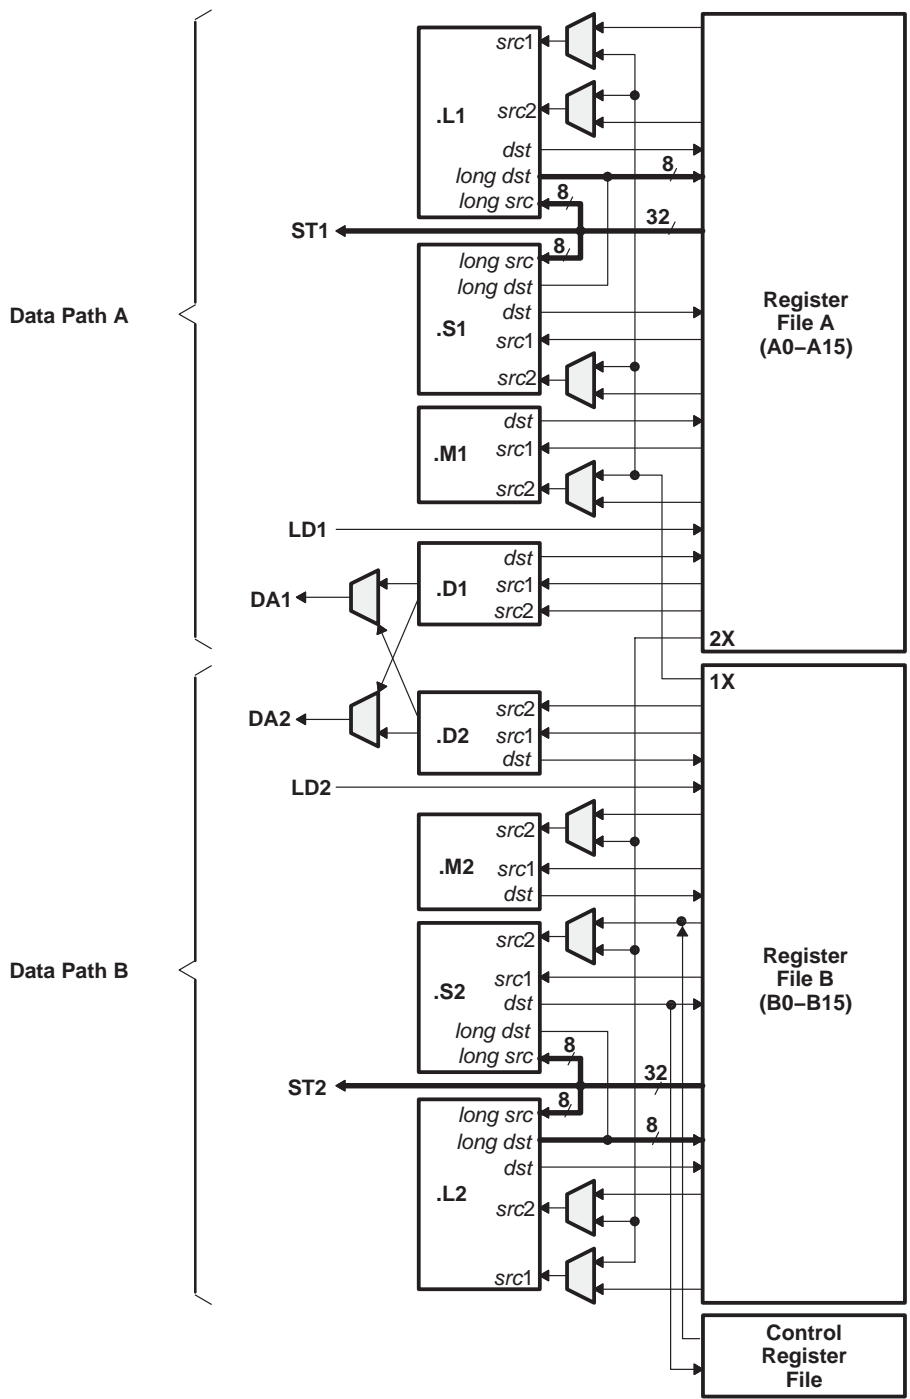 src1
.L1
src2
dst
long dst
8
long src
8
ST1
32
8
long src
long dst
dst
.S1
src1
src2
Data Path A
Register
File A
(A0–A15)
dst
.M1
src1
src2
LD1
dst
DA1
.D1
src1
src2
2X
1X
DA2
src2
.D2
src1
dst
LD2
src2
.M2
src1
dst
src2
Data Path B
.S2
src1
dst
long dst
long src
8
Register
File B
(B0–B15)
ST2
32
8
long src
long dst
8
dst
.L2
src2
src1
Control
Register
File